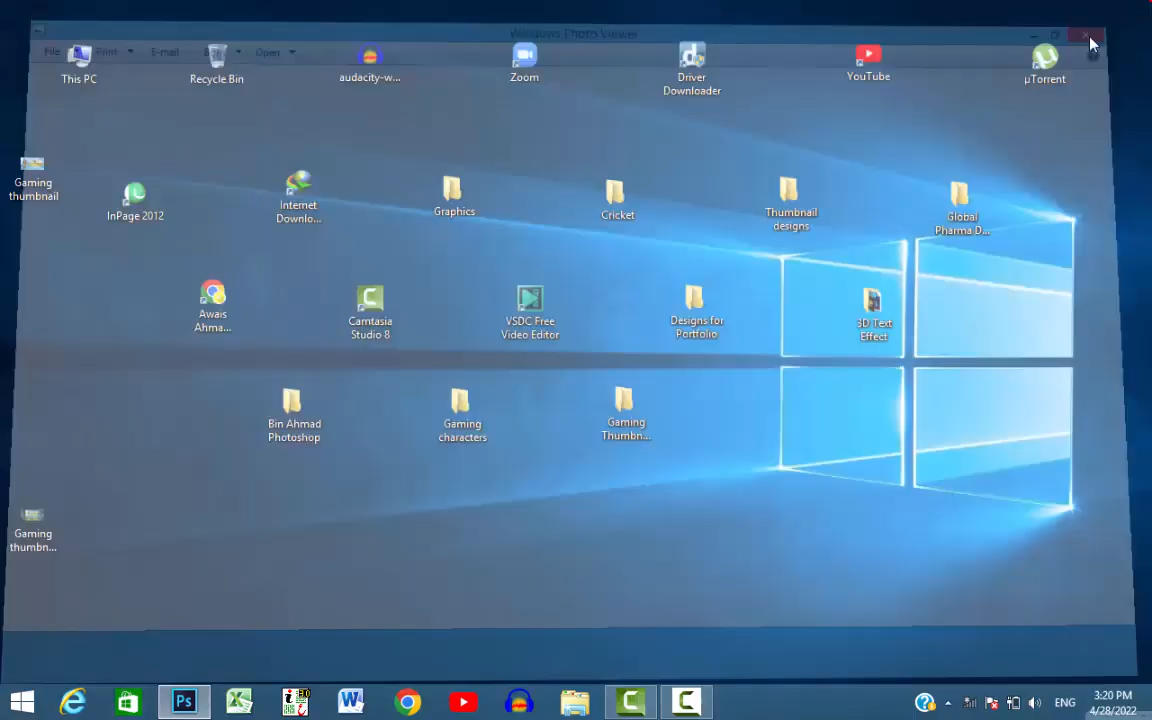 Windows Photo Viewer
File Print E-mail Open
This PC
Recycle Bin
audacity-w...
Zoom
Driver
Downloader
YouTube
µTorrent
Gaming
thumbnail
InPage 2012
Internet
Downlo...
Graphics
Cricket
Thumbnail
designs
Global
Pharma D...
Awais
Ahma...
Camtasia
Studio 8
VSDC Free
Video Editor
Designs for
Portfolio
3D Text
Effect
Bin Ahmad
Photoshop
Gaming
characters
Gaming
Thumbn...
Gaming
thumbn...
Ps
ENG
3:20 PM
4/28/2022